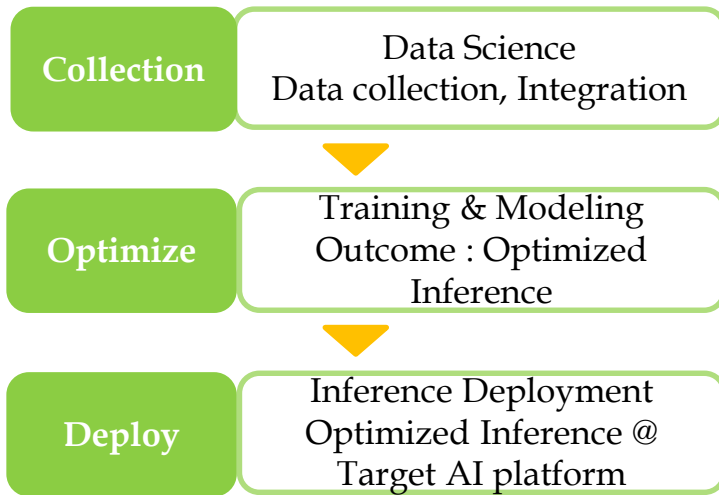 Collection
Data Science
Data collection, Integration
Optimize
Training & Modeling
Outcome : Optimized
Inference
Deploy
Inference Deployment
Optimized Inference @
Target AI platform